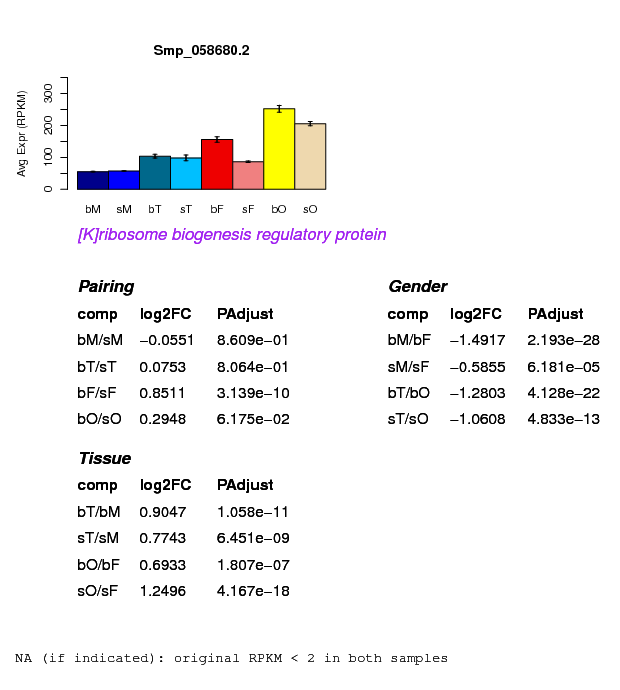 Smp_058680.2
Avg Expr (RPKM)
0 100 200 300
bM sM bT sT bF sF bO sO
[K]ribosome biogenesis regulatory protein
Pairing
comp log2FC PAdjust
bM/sM −0.0551 8.609e−01
bT/sT 0.0753 8.064e−01
bF/sF 0.8511 3.139e−10
bO/sO 0.2948 6.175e−02
Gender
comp log2FC PAdjust
bM/bF −1.4917 2.193e−28
sM/sF −0.5855 6.181e−05
bT/bO −1.2803 4.128e−22
sT/sO −1.0608 4.833e−13
Tissue
comp log2FC PAdjust
bT/bM 0.9047 1.058e−11
sT/sM 0.7743 6.451e−09
bO/bF 0.6933 1.807e−07
sO/sF 1.2496 4.167e−18
NA (if indicated): original RPKM < 2 in both samples